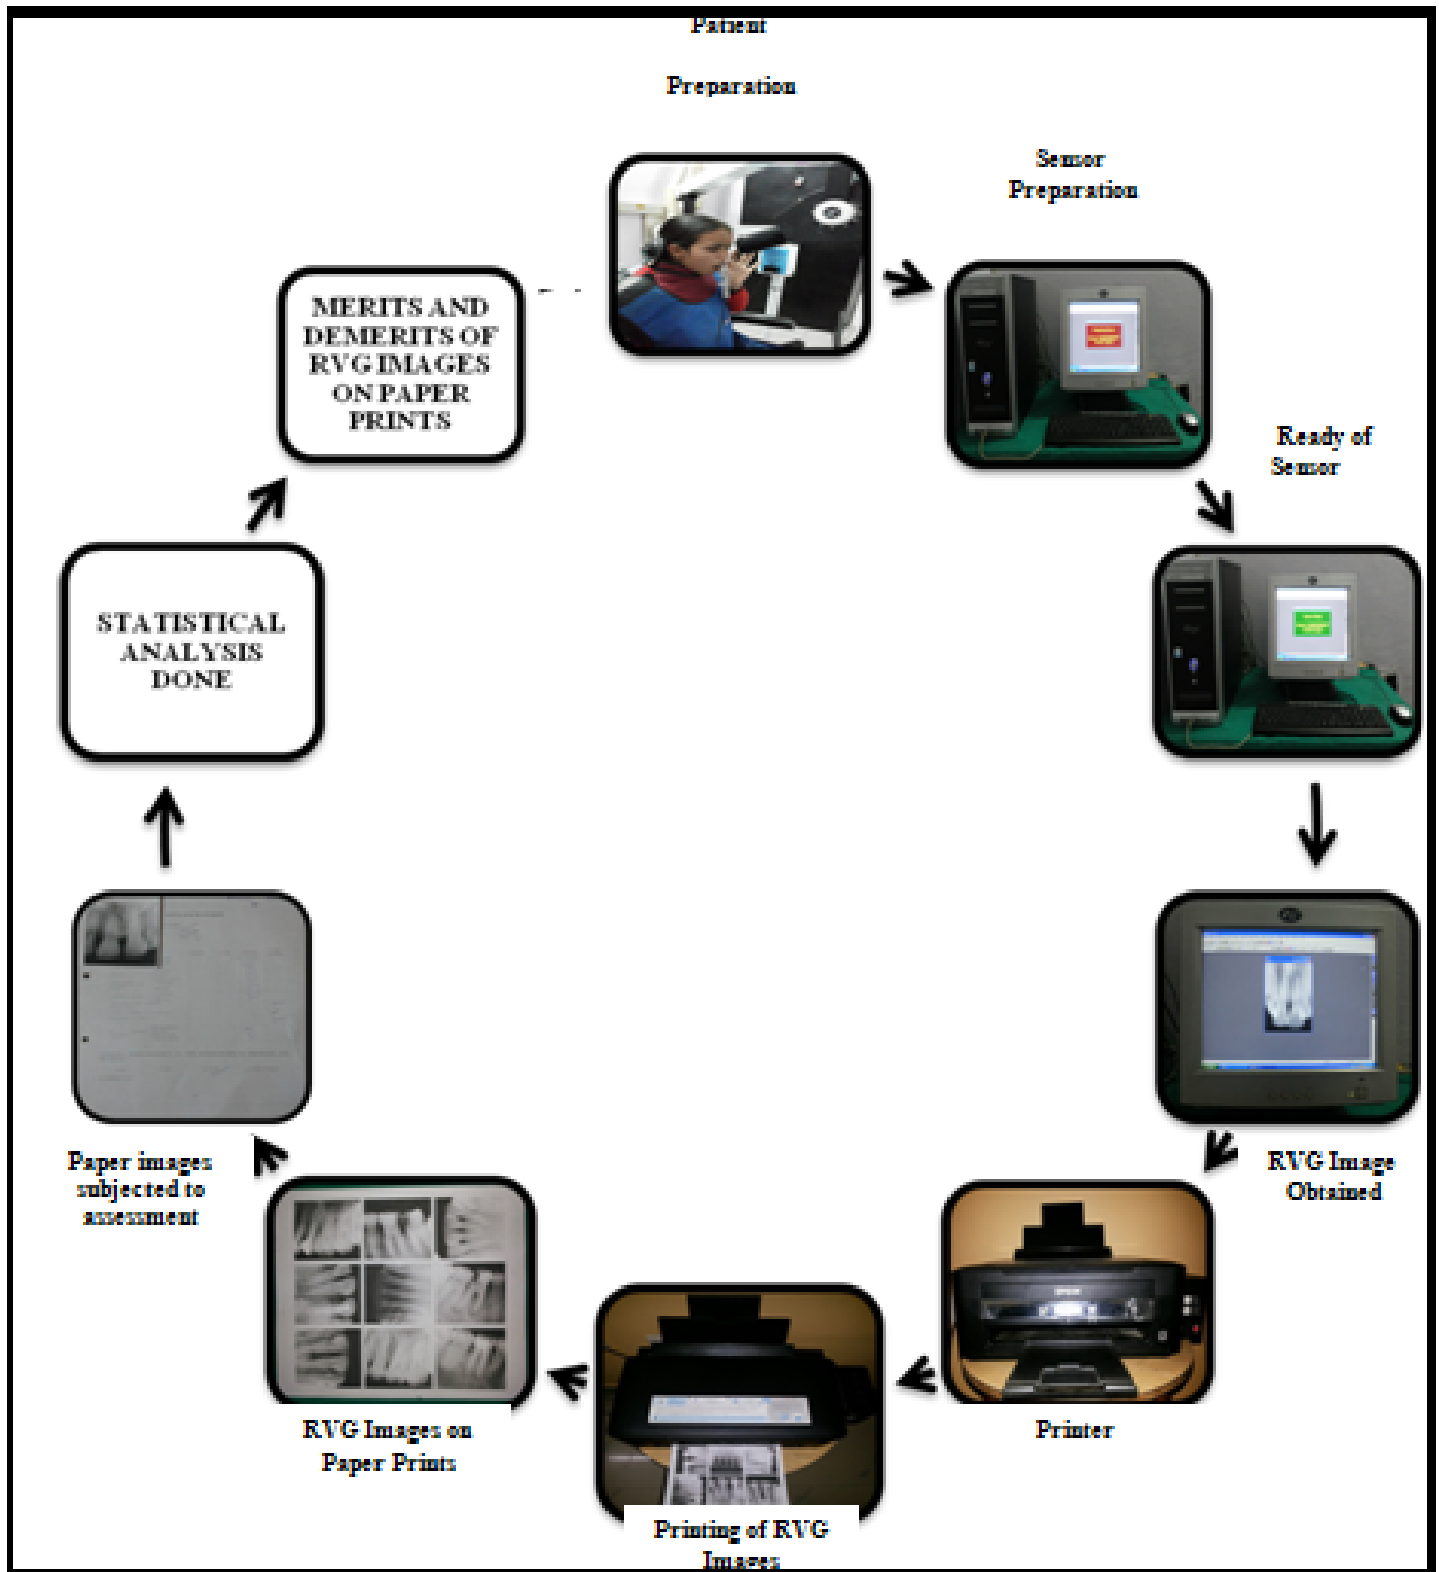 Patient
Preparation
Sensor
Preparation
Ready of
Sensor
RVG Image
Obtained
EPSON
Printer
Printing of RVG
Images
RVG Images on
Paper Prints
Paper images
subjected to
assessment
STATISTICAL
ANALYSIS
DONE
MERITS AND
DEMERITS OF
RVG IMAGES
ON PAPER
PRINTS